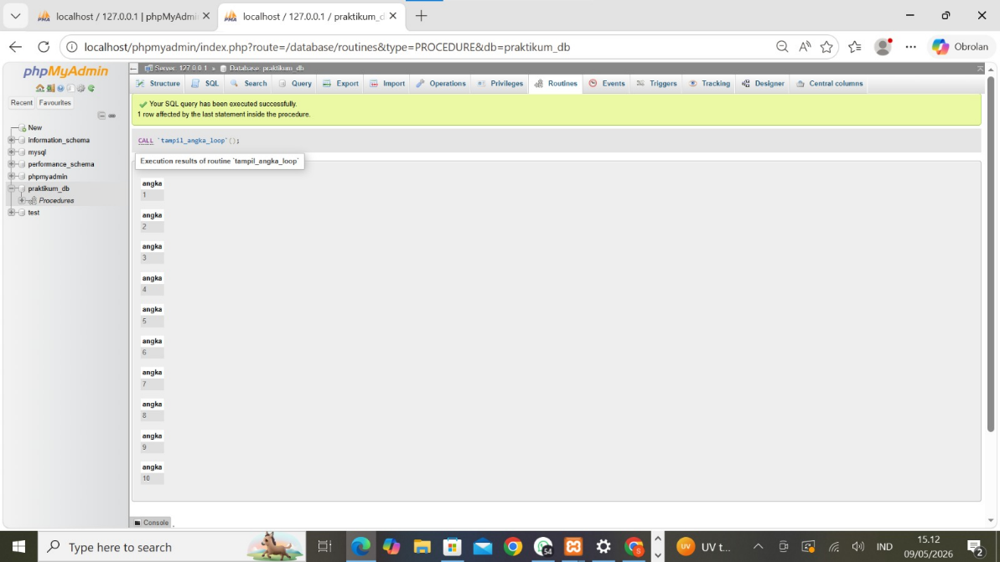 localhost / 127.0.0.1 | phpMyAdmi
localhost / 127.0.0.1 / praktikum_d
localhost/phpmyadmin/index.php?route=/database/routines&type=PROCEDURE&db=praktikum_db
Obrolan
phpMyAdmin
Server: 127.0.0.1 » Database: praktikum_db
Structure SQL Search Query Export Import Operations Privileges Routines Events Triggers Tracking Designer Central columns
Recent Favourites
New
information_schema
mysql
performance_schema
phpmyadmin
praktikum_db
Procedures
test
Your SQL query has been executed successfully.
1 row affected by the last statement inside the procedure.
CALL `tampil_angka_loop`();
Execution results of routine `tampil_angka_loop`
angka
1
angka
2
angka
3
angka
4
angka
5
angka
6
angka
7
angka
8
angka
9
angka
10
Console
Type here to search
54
UV
UV t...
IND
15.12
09/05/2026
2